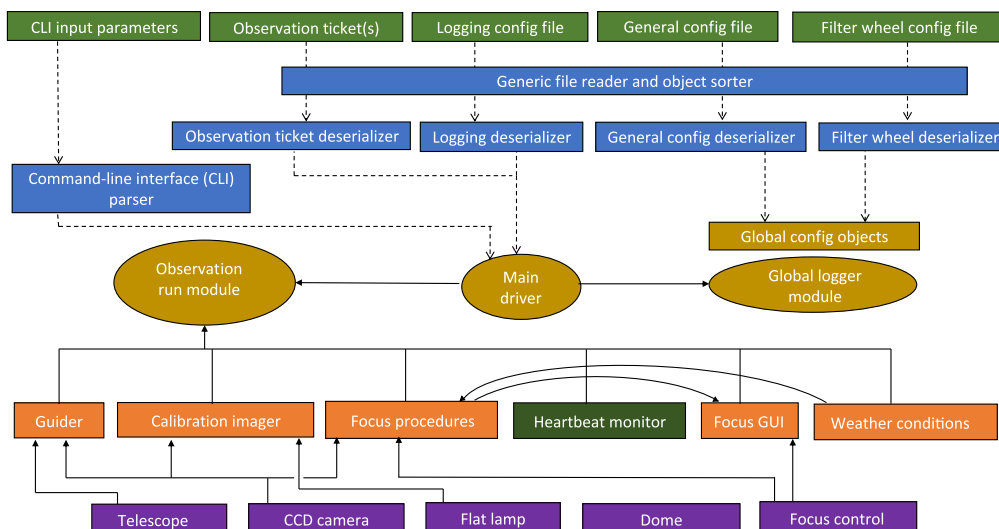 CLI input parameters
Observation ticket(s)
Logging config file
General config file
Filter wheel config file
Generic file reader and object sorter
Observation ticket deserializer
Logging deserializer
General config deserializer
Filter wheel deserializer
Command-line interface (CLI)
parser
Global config objects
Observation
run module
Main
driver
Global logger
module
Guider
Calibration imager
Focus procedures
Heartbeat monitor
Focus GUI
Weather conditions
Telescope
CCD camera
Flat lamp
Dome
Focus control